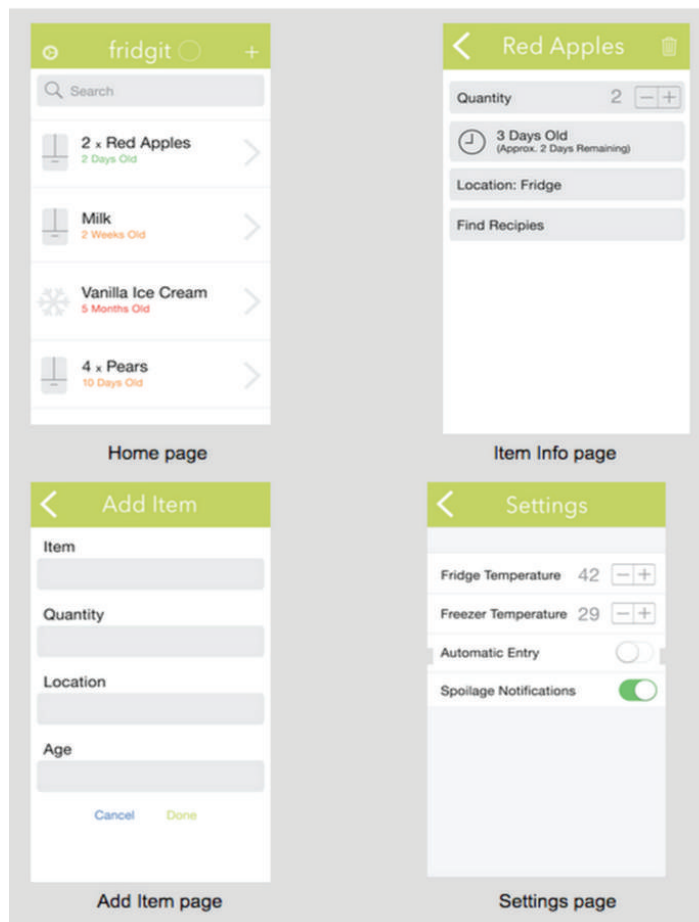 fridgit
+
Search
2 x Red Apples
2 Days Old
Milk
2 Weeks Old
Vanilla Ice Cream
5 Months Old
4 x Pears
10 Days Old
Home page
Red Apples
Quantity 2 − +
3 Days Old
(Approx. 2 Days Remaining)
Location: Fridge
Find Recipies
Item Info page
Add Item
Item
Quantity
Location
Age
Cancel Done
Add Item page
Settings
Fridge Temperature 42 − +
Freezer Temperature 29 − +
Automatic Entry
Spoilage Notifications
Settings page